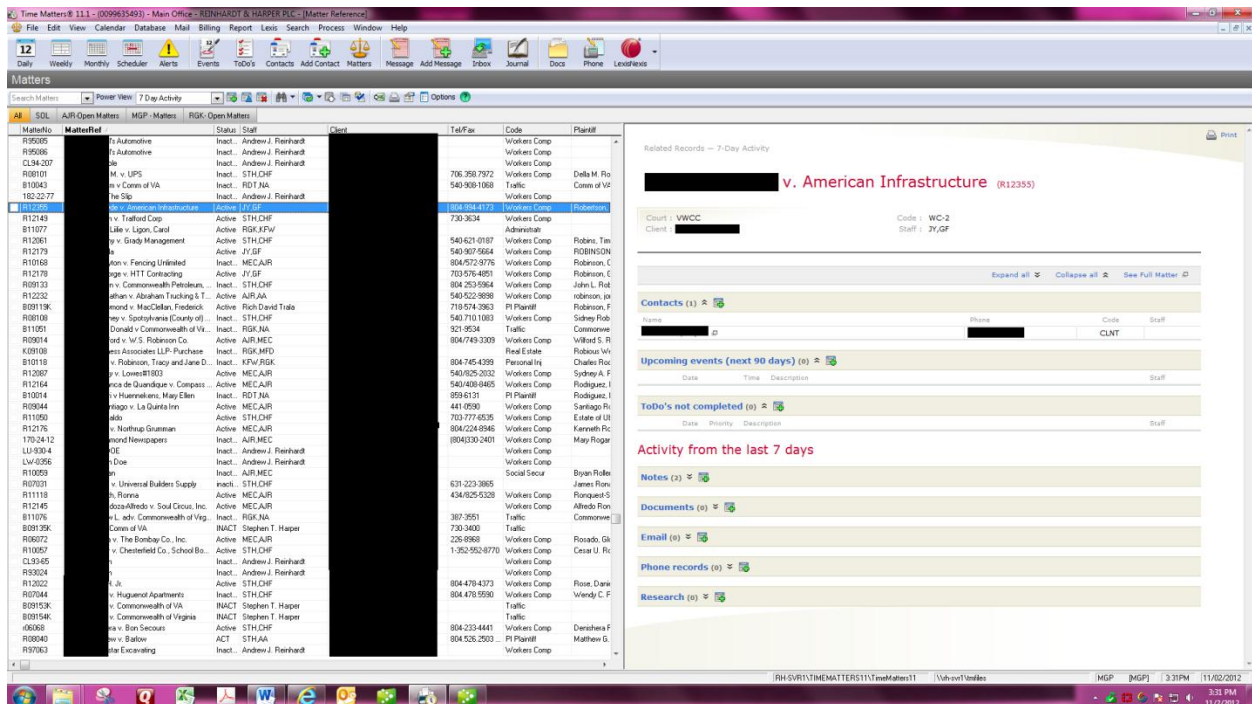 Time Matters® 11.1 - (0099635493) - Main Office - REINHARDT & HARPER PLC - [Matter Reference]
File Edit View Calendar Database Mail Billing Report Lexis Search Process Window Help
12
Daily Weekly Monthly Scheduler Alerts Events ToDo's Contacts Add Contact Matters Message Add Message Inbox Journal Docs Phone LexisNexis
Matters
Search Matters Power View 7 Day Activity Options
All SOL AJR-Open Matters MGP - Matters RGK- Open Matters
MatterNo MatterRef Status Staff Client Tel/Fax Code Plaintiff
R95085 's Automotive Inact... Andrew J. Reinhardt Workers Comp
R95086 's Automotive Inact... Andrew J. Reinhardt Workers Comp
CL94-207 Inact... Andrew J. Reinhardt Workers Comp
R08101 M. v. UPS Inact... STH,CHF 706.358.7972 Workers Comp Della M. Ro
B10043 v Comm of VA Inact... RDT,NA 540-908-1068 Traffic Comm of VA
182-22-77 The Slip Inact... Andrew J. Reinhardt Workers Comp
R12355 v. American Infrastructure Active JY,GF 804-994-4173 Workers Comp Robertson,
R12149 v. Tralford Corp Active STH,CHF 730-3634 Workers Comp
B11077 Lillie v. Ligon, Carol Active RGK,KFW Administrat
R12061 v. Grady Management Active STH,CHF 540-621-0187 Workers Comp Robins, Tim
R12179 Active JY,GF 540-907-5664 Workers Comp ROBINSON
R10168 v. Fencing Unlimited Inact... MEC,AJR 804/572-9776 Workers Comp Robinson, C
R12178 v. HTT Contracting Active JY,GF 703-576-4851 Workers Comp Robinson, G
R09133 v. Commonwealth Petroleum, ... Inact... STH,CHF 804 253-5964 Workers Comp John L. Rob
R12232 v. Abraham Trucking & T... Active AJR,AA 540-522-9898 Workers Comp robinson, jo
B09119K v. MacClellan, Frederick Active Rich David Trala 718-574-3963 PI Plaintiff Robinson, F
R08108 v. Spotsylvania (County of) ... Inact... STH,CHF 540.710.1083 Workers Comp Sidney Rob
B11051 Donald v Commonwealth of Vir... Inact... RGK,NA 921-9534 Traffic Commonwe
R09014 v. W.S. Robinson Co. Active AJR,MEC 804/749-3309 Workers Comp Wilford S. R
K09108 Associates LLP- Purchase Inact... RGK,MFD Real Estate Robious W
B10118 v. Robinson, Tracy and Jane D... Inact... KFW,RGK 804-745-4399 Personal Inj Charles Roc
R12087 v. Lowes#1803 Active MEC,AJR 540/825-2032 Workers Comp Sydney A. F
R12164 de Quandique v. Compass ... Active MEC,AJR 540/408-8465 Workers Comp Rodriguez, I
B10014 v Huennekens, Mary Ellen Inact... RDT,NA 859-6131 PI Plaintiff Rodriguez, I
R09044 v. La Quinta Inn Active MEC,AJR 441-0590 Workers Comp Santiago Ro
R11050 Active STH,CHF 703-777-6535 Workers Comp Estate of Ul
R12176 v. Northrup Grumman Active MEC,AJR 804/224-8946 Workers Comp Kenneth Ro
170-24-12 mond Newspapers Inact... AJR,MEC (804)330-2401 Workers Comp Mary Rogar
LU-930-4 Inact... Andrew J. Reinhardt Workers Comp
LW-0356 Doe Inact... Andrew J. Reinhardt Workers Comp
R10059 Inact... AJR,MEC Social Secur Bryan Rolle
R07031 v. Universal Builders Supply inacti... STH,CHF 631-223-3865 James Ron
R11118 Ronna Active MEC,AJR 434/825-5328 Workers Comp Ronquest-S
R12145 doza-Alfredo v. Soul Circus, Inc. Active MEC,AJR Workers Comp Alfredo Ron
B11076 L. adv. Commonwealth of Virg... Inact... RGK,NA 387-3551 Traffic Commonwe
B09135K Comm of VA INACT Stephen T. Harper 730-3400 Traffic
R06072 v. The Bombay Co., Inc. Active MEC,AJR 226-8968 Workers Comp Rosado, Gl
R10057 v. Chesterfield Co., School Bo... Active STH,CHF 1-352-552-8770 Workers Comp Cesar U. Ro
CL93-65 Inact... Andrew J. Reinhardt Workers Comp
R93024 Inact... Andrew J. Reinhardt Workers Comp
R12022 Jr. Active STH,CHF 804-478-4373 Workers Comp Rose, Dani
R07044 v. Huguenot Apartments Inact... STH,CHF 804.478.5590 Workers Comp Wendy C. F
B09153K v. Commonwealth of VA INACT Stephen T. Harper Traffic
B09154K v. Commonwealth of Virginia INACT Stephen T. Harper Traffic
r06068 v. Bon Secours Active STH,CHF 804-233-4441 Workers Comp Denishera F
R08040 v. Barlow ACT STH,AA 804.526.2503 ... PI Plaintiff Matthew G.
R97063 star Excavating Inact... Andrew J. Reinhardt Workers Comp
Print
Related Records — 7-Day Activity
v. American Infrastructure (R12355)
Court : VWCC Code : WC-2
Client : Staff : JY,GF
Expand all Collapse all See Full Matter
Contacts (1)
Name Phone Code Staff
CLNT
Upcoming events (next 90 days) (0)
Date Time Description Staff
ToDo's not completed (0)
Date Priority Description Staff
Activity from the last 7 days
Notes (2)
Documents (0)
Email (0)
Phone records (0)
Research (0)
RH-SVR1\TIMEMATTERS11\TimeMatters11 \\rh-svr1\tmfiles MGP [MGP] 3:31PM 11/02/2012
3:31 PM
11/2/2012